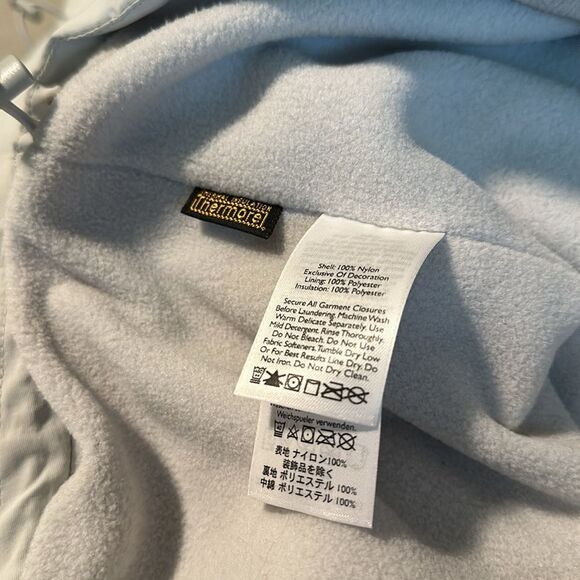 THERMAL INSULATION
Thermore
Shell: 100% Nylon
Exclusive Of Decoration
Lining: 100% Polyester
Insulation: 100% Polyester
Secure All Garment Closures
Before Laundering. Machine Wash
Warm Delicate Separately. Use
Mild Detergent. Rinse Thoroughly.
Do Not Bleach. Do Not Use
Fabric Softeners. Tumble Dry Low
Or For Best Results Line Dry. Do
Not Iron. Do Not Dry Clean.
Weichspueler verwenden.
表地 ナイロン100%
装飾品を除く
裏地 ポリエステル 100%
中綿 ポリエステル 100%